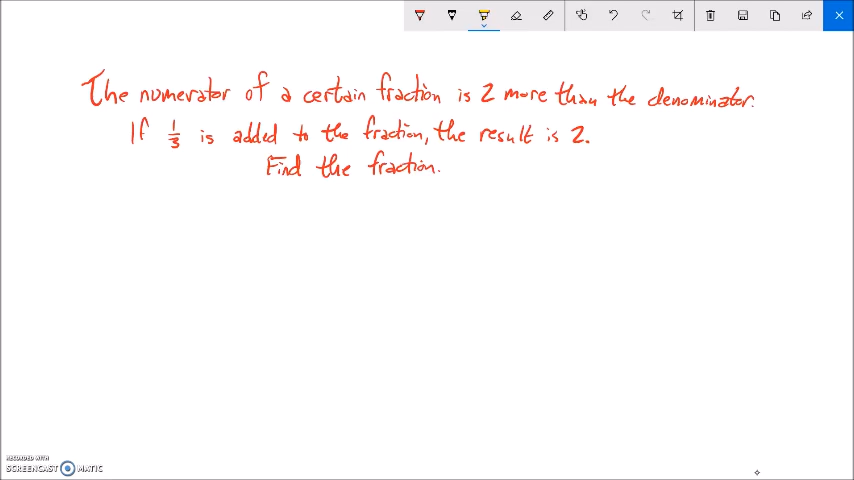 The numerator of a certain fraction is 2 more than the denominator.
If 1/3 is added to the fraction, the result is 2.
Find the fraction.
RECORDED WITH
SCREENCAST MATIC